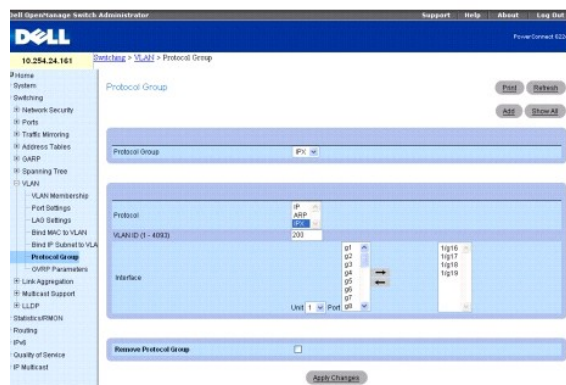 Dell OpenManage Switch Administrator
Support Help About Log Out
DELL
PowerConnect 622
10.254.24.161
Switching > VLAN > Protocol Group
Home
System
Switching
Network Security
Ports
Traffic Mirroring
Address Tables
GARP
Spanning Tree
VLAN
VLAN Membership
Port Settings
LAG Settings
Bind MAC to VLAN
Bind IP Subnet to VLA
Protocol Group
GVRP Parameters
Link Aggregation
Multicast Support
LLDP
Statistics/RMON
Routing
IPv6
Quality of Service
IP Multicast
Protocol Group
Print Refresh
Add Show All
Protocol Group IPX
Protocol
IP
ARP
IPX
VLAN ID (1 - 4093) 200
Interface
Unit 1 Port
g1
g2
g3
g4
g5
g6
g7
g8
1/g16
1/g17
1/g18
1/g19
Remove Protocol Group
Apply Changes